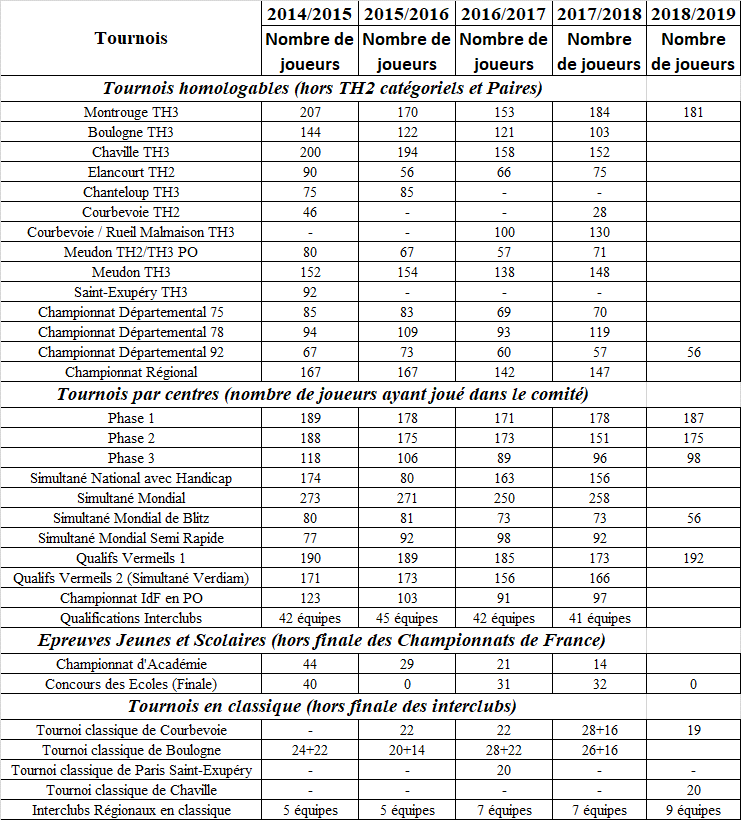 Tournois 2014/2015 2015/2016 2016/2017 2017/2018 2018/2019
Nombre de joueurs Nombre de joueurs Nombre de joueurs Nombre de joueurs Nombre de joueurs
Tournois homologables (hors TH2 catégoriels et Paires)
Montrouge TH3 207 170 153 184 181
Boulogne TH3 144 122 121 103
Chaville TH3 200 194 158 152
Elancourt TH2 90 56 66 75
Chanteloup TH3 75 85 - -
Courbevoie TH2 46 - - 28
Courbevoie / Rueil Malmaison TH3 - - 100 130
Meudon TH2/TH3 PO 80 67 57 71
Meudon TH3 152 154 138 148
Saint-Exupéry TH3 92 - - -
Championnat Départemental 75 85 83 69 70
Championnat Départemental 78 94 109 93 119
Championnat Départemental 92 67 73 60 57 56
Championnat Régional 167 167 142 147
Tournois par centres (nombre de joueurs ayant joué dans le comité)
Phase 1 189 178 171 178 187
Phase 2 188 175 173 151 175
Phase 3 118 106 89 96 98
Simultané National avec Handicap 174 80 163 156
Simultané Mondial 273 271 250 258
Simultané Mondial de Blitz 80 81 73 73 56
Simultané Mondial Semi Rapide 77 92 98 92
Qualifs Vermeils 1 190 189 185 173 192
Qualifs Vermeils 2 (Simultané Verdiam) 171 173 156 166
Championnat IdF en PO 123 103 91 97
Qualifications Interclubs 42 équipes 45 équipes 42 équipes 41 équipes
Epreuves Jeunes et Scolaires (hors finale des Championnats de France)
Championnat d'Académie 44 29 21 14
Concours des Ecoles (Finale) 40 0 31 32 0
Tournois en classique (hors finale des interclubs)
Tournoi classique de Courbevoie - 22 22 28+16 19
Tournoi classique de Boulogne 24+22 20+14 28+22 26+16
Tournoi classique de Paris Saint-Exupéry - - 20 - -
Tournoi classique de Chaville - - - - 20
Interclubs Régionaux en classique 5 équipes 5 équipes 7 équipes 7 équipes 9 équipes